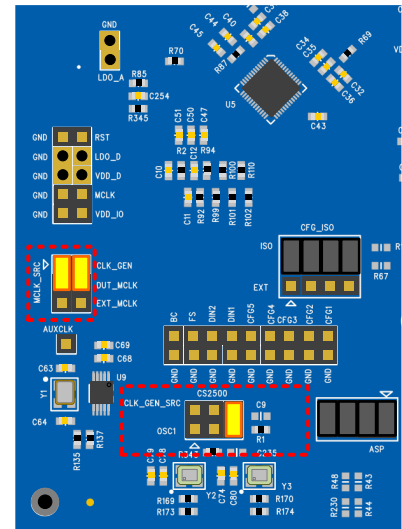 GND
LDO_A
R70
C45
C44
C40
C38
R87
U5
C34
C35
R69
C32
C36
C43
R85
C254
R345
C51
C50
C47
R2
C12
R94
C10
R100
R110
C11
R92
R99
R101
R102
GND RST
GND LDO_D
GND VDD_D
GND MCLK
GND VDD_IO
CFG_ISO
ISO
EXT
R67
MCLK_SRC
CLK_GEN
OUT_MCLK
EXT_MCLK
AUXCLK
C69
C68
C63
U9
Y1
C64
R135
R137
BC FS DIN2 DIN1 CFG5 CFG4 CFG3 CFG2 CFG1
GND GND GND GND GND GND GND GND GND
CS2500
CLK_GEN_SRC
OSC1
C9
R1
ASP
R343
C235
C74
C80
Y2
Y3
R169
R173
R170
R174
R48
R43
R230
R44